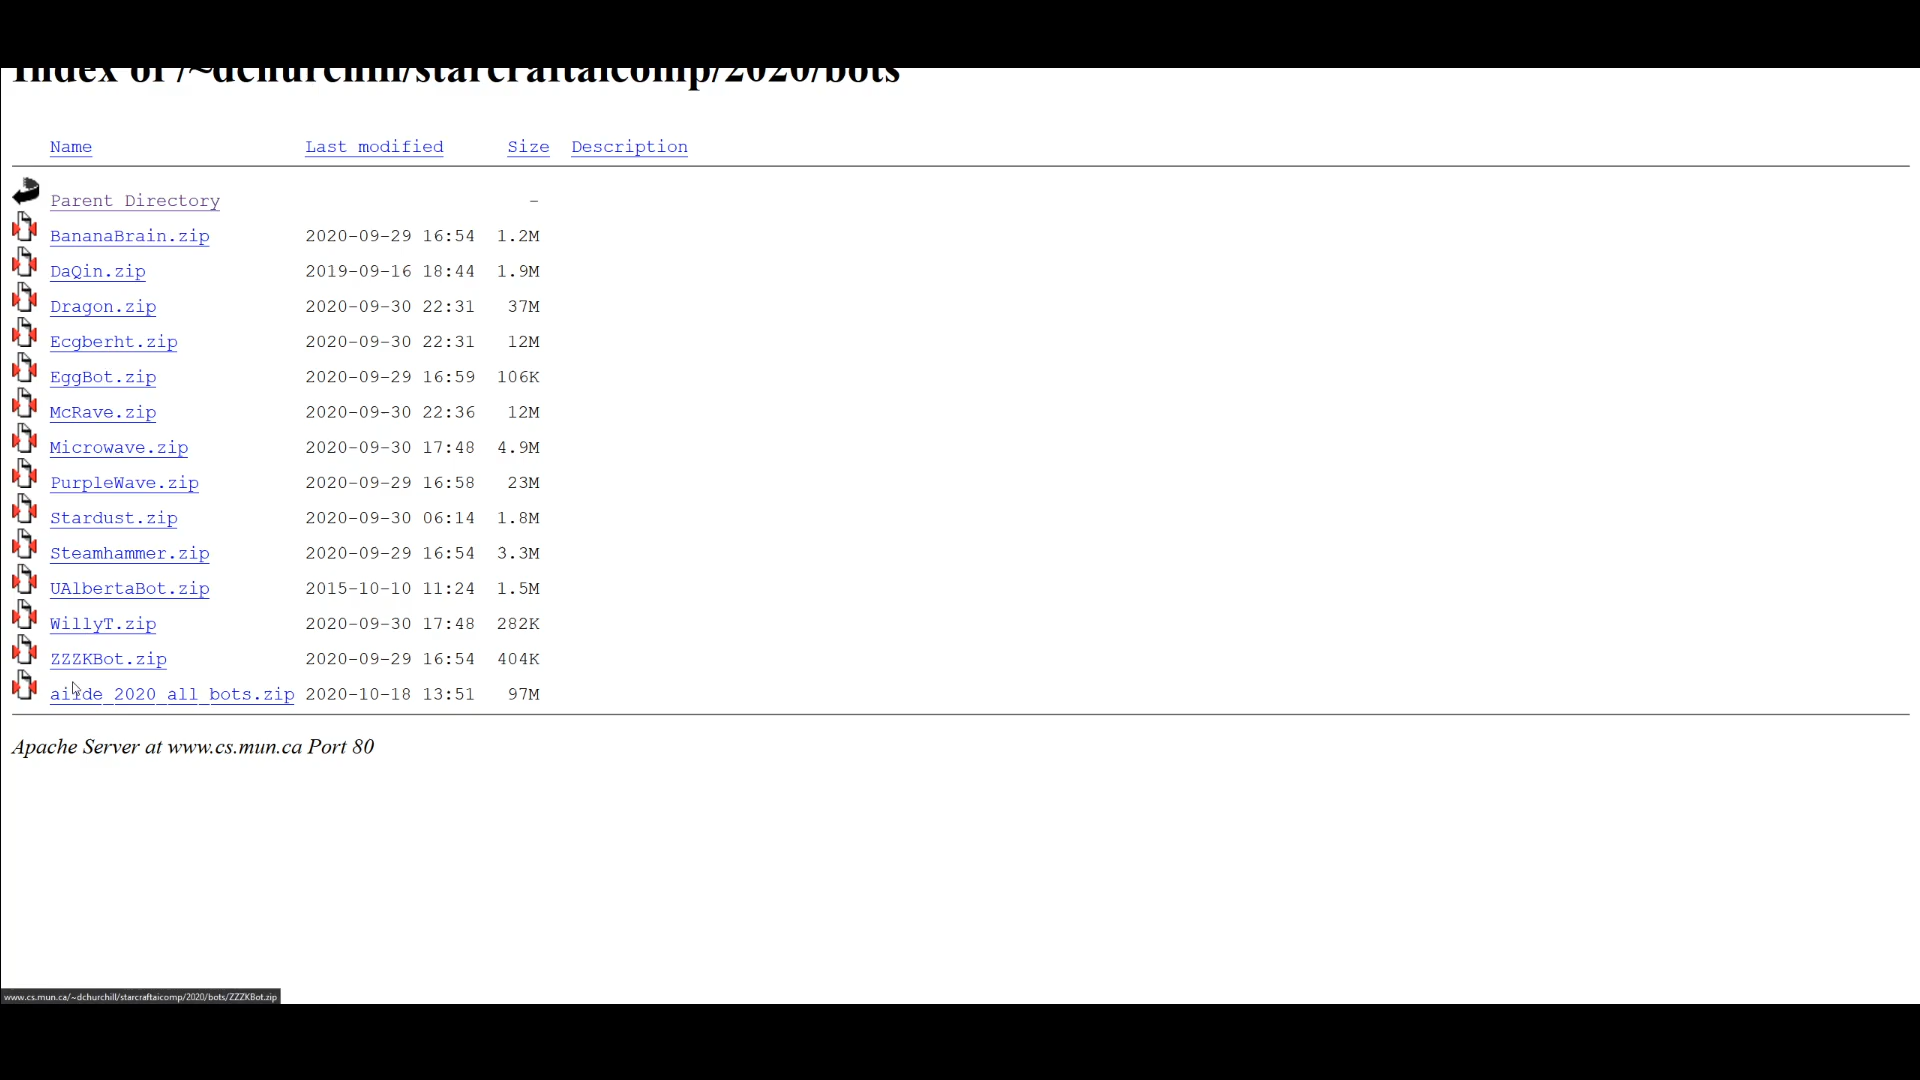 Index of /~dchurchill/starcraftaicomp/2020/bots
Name Last modified Size Description
Parent Directory -
BananaBrain.zip 2020-09-29 16:54 1.2M
DaQin.zip 2019-09-16 18:44 1.9M
Dragon.zip 2020-09-30 22:31 37M
Ecgberht.zip 2020-09-30 22:31 12M
EggBot.zip 2020-09-29 16:59 106K
McRave.zip 2020-09-30 22:36 12M
Microwave.zip 2020-09-30 17:48 4.9M
PurpleWave.zip 2020-09-29 16:58 23M
Stardust.zip 2020-09-30 06:14 1.8M
Steamhammer.zip 2020-09-29 16:54 3.3M
UAlbertaBot.zip 2015-10-10 11:24 1.5M
WillyT.zip 2020-09-30 17:48 282K
ZZZKBot.zip 2020-09-29 16:54 404K
aiide_2020_all_bots.zip 2020-10-18 13:51 97M
Apache Server at www.cs.mun.ca Port 80
www.cs.mun.ca/~dchurchill/starcraftaicomp/2020/bots/ZZZKBot.zip